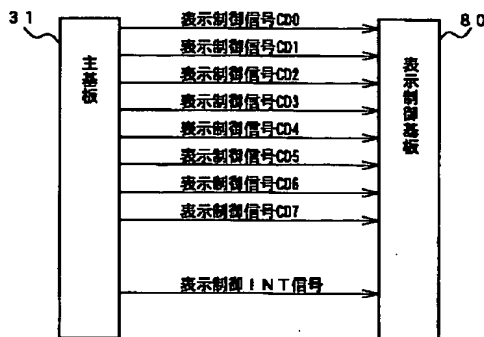 31
80
表示制御信号CD0
表示制御信号CD1
表示制御信号CD2
表示制御信号CD3
表示制御信号CD4
表示制御信号CD5
表示制御信号CD6
表示制御信号CD7
表示制御INT信号
主基板
表示制御基板